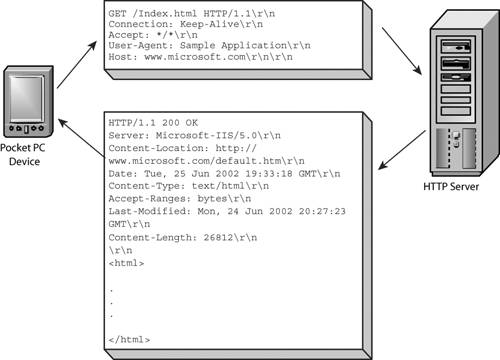 GET /Index.html HTTP/1.1\r\n
Connection: Keep-Alive\r\n
Accept: */*\r\n
User-Agent: Sample Application\r\n
Host: www.microsoft.com\r\n\r\n
Pocket PC
Device
HTTP Server
HTTP/1.1 200 OK
Server: Microsoft-IIS/5.0\r\n
Content-Location: http://
www.microsoft.com/default.htm\r\n
Date: Tue, 25 Jun 2002 19:33:18 GMT\r\n
Content-Type: text/html\r\n
Accept-Ranges: bytes\r\n
Last-Modified: Mon, 24 Jun 2002 20:27:23
GMT\r\n
Content-Length: 26812\r\n
\r\n
<html>
.
.
.
</html>